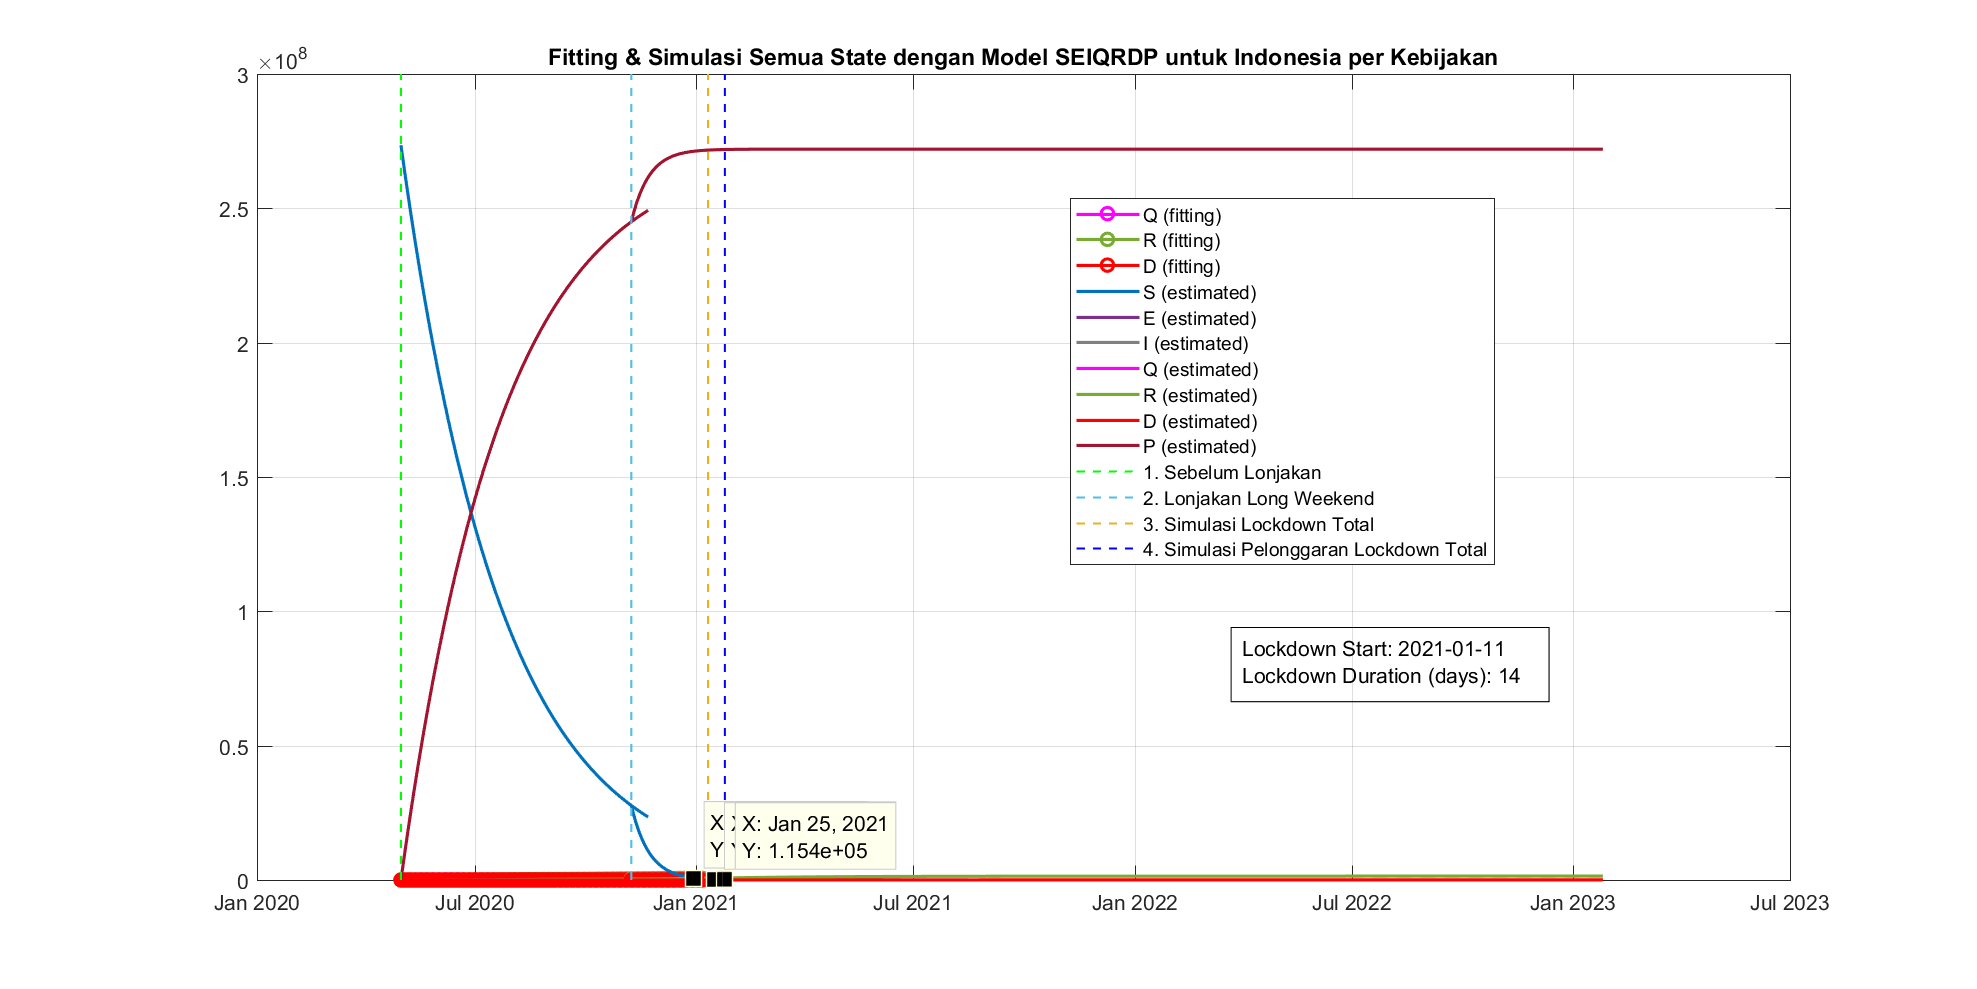 Fitting & Simulasi Semua State dengan Model SEIQRDP untuk Indonesia per Kebijakan
×10^8
3
2.5
2
1.5
1
0.5
0
Q (fitting)
R (fitting)
D (fitting)
S (estimated)
E (estimated)
I (estimated)
Q (estimated)
R (estimated)
D (estimated)
P (estimated)
1. Sebelum Lonjakan
2. Lonjakan Long Weekend
3. Simulasi Lockdown Total
4. Simulasi Pelonggaran Lockdown Total
Lockdown Start: 2021-01-11
Lockdown Duration (days): 14
X: Jan 25, 2021
Y: 1.154e+05
X
Y
Jan 2020
Jul 2020
Jan 2021
Jul 2021
Jan 2022
Jul 2022
Jan 2023
Jul 2023